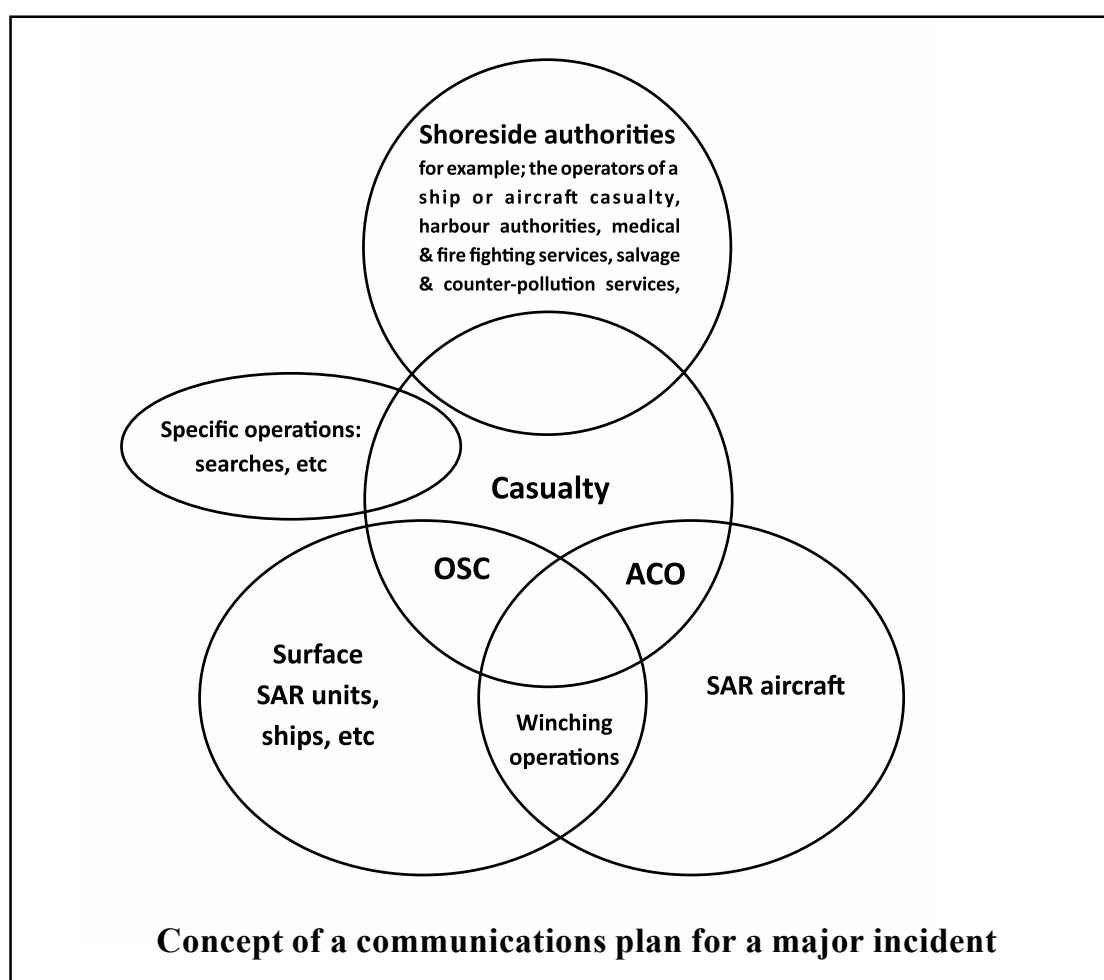 Shoreside authorities
for example; the operators of a
ship or aircraft casualty,
harbour authorities, medical
& fire fighting services, salvage
& counter-pollution services,
Specific operations:
searches, etc
Casualty
OSC
ACO
Surface
SAR units,
ships, etc
SAR aircraft
Winching
operations
Concept of a communications plan for a major incident